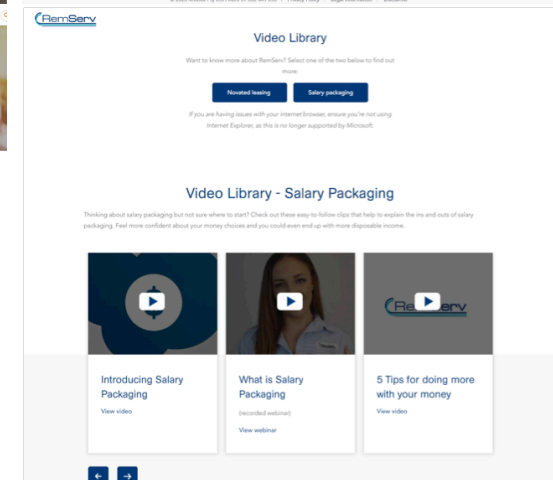 RemServ
Video Library
Want to know more about RemServ? Select one of the two below to find out
more:
Novated leasing
Salary packaging
If you are having issues with your internet browser, ensure you're not using
Internet Explorer, as this is no longer supported by Microsoft.
Video Library - Salary Packaging
Thinking about salary packaging but not sure where to start? Check out these easy-to-follow clips that help to explain the ins and outs of salary
packaging. Feel more confident about your money choices and you could even end up with more disposable income.
RemServ
Introducing Salary
Packaging
View video
What is Salary
Packaging
(recorded webinar)
View webinar
5 Tips for doing more
with your money
View video